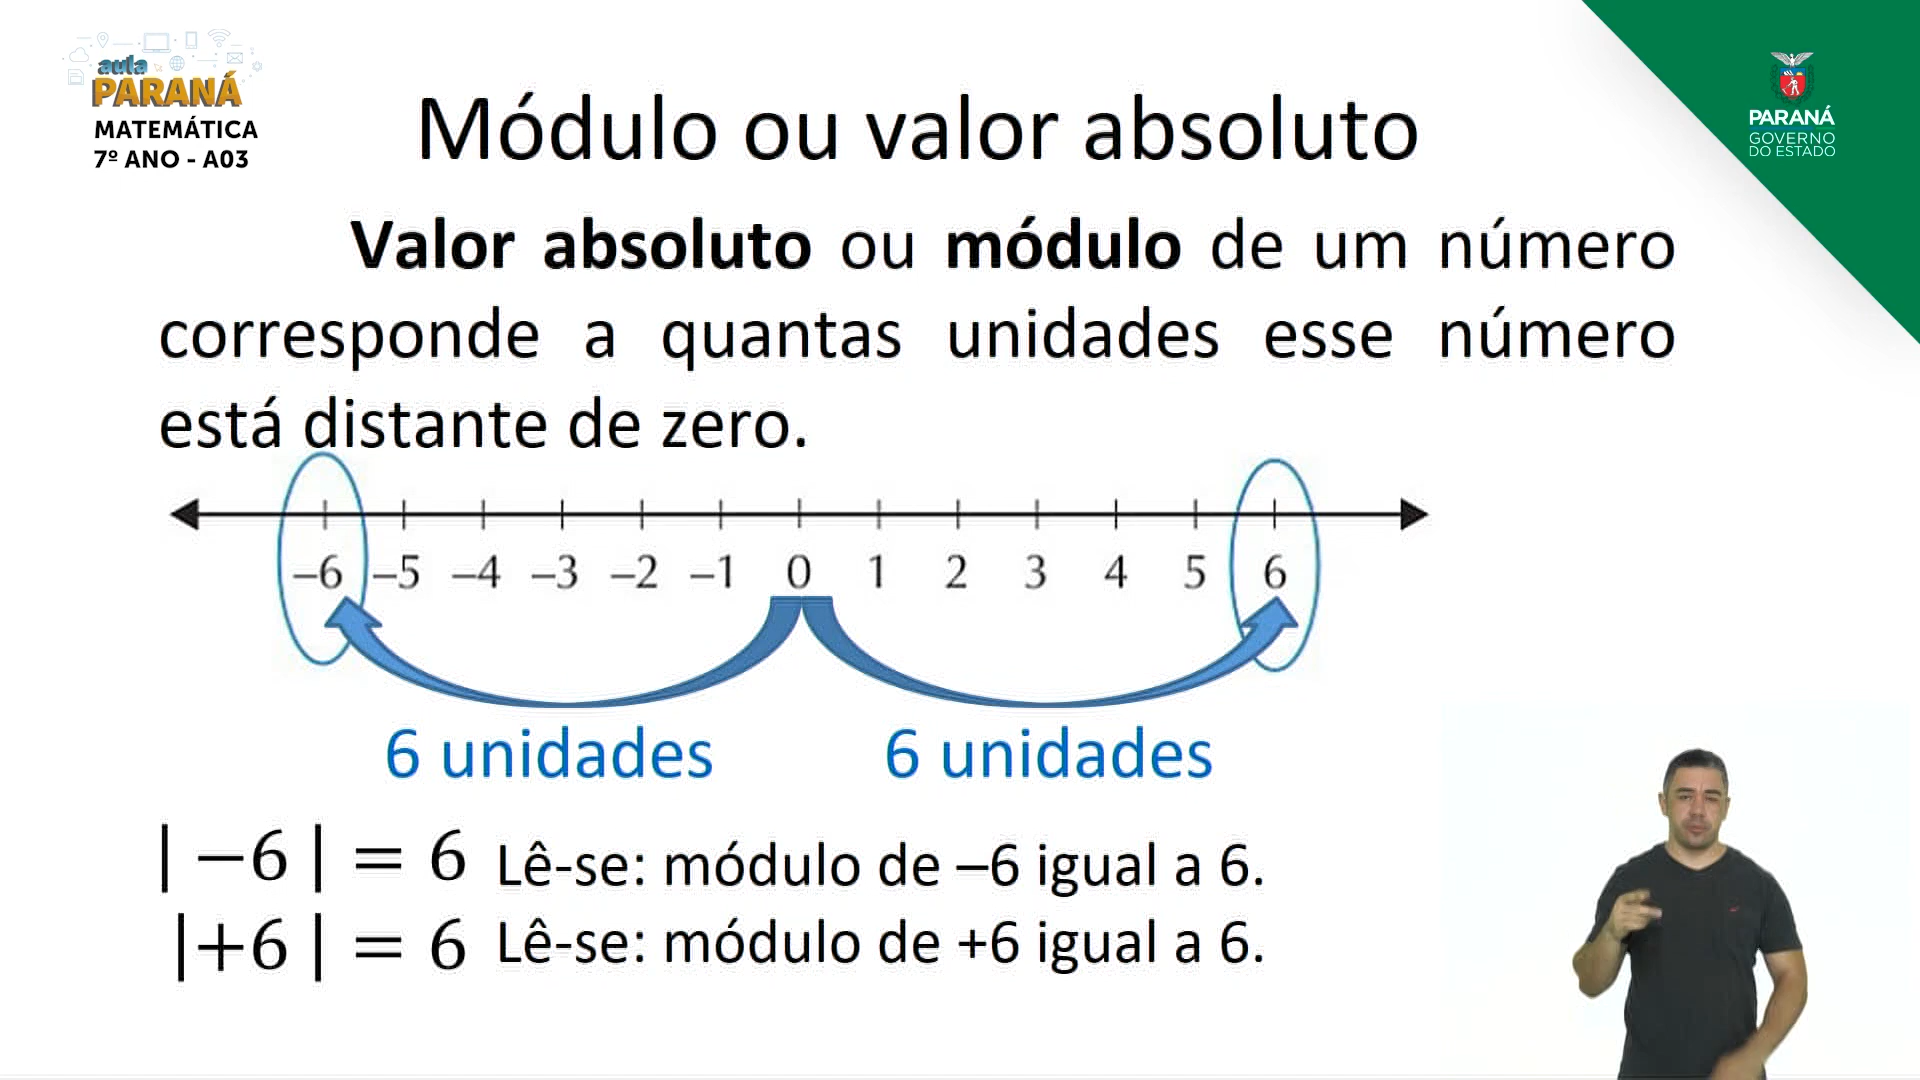 aula
PARANÁ
MATEMÁTICA
7º ANO - A03
PARANÁ
GOVERNO
DO ESTADO
Módulo ou valor absoluto
Valor absoluto ou módulo de um número
corresponde a quantas unidades esse número
está distante de zero.
–6 –5 –4 –3 –2 –1 0 1 2 3 4 5 6
6 unidades 6 unidades
| −6 | = 6 Lê-se: módulo de –6 igual a 6.
|+6 | = 6 Lê-se: módulo de +6 igual a 6.